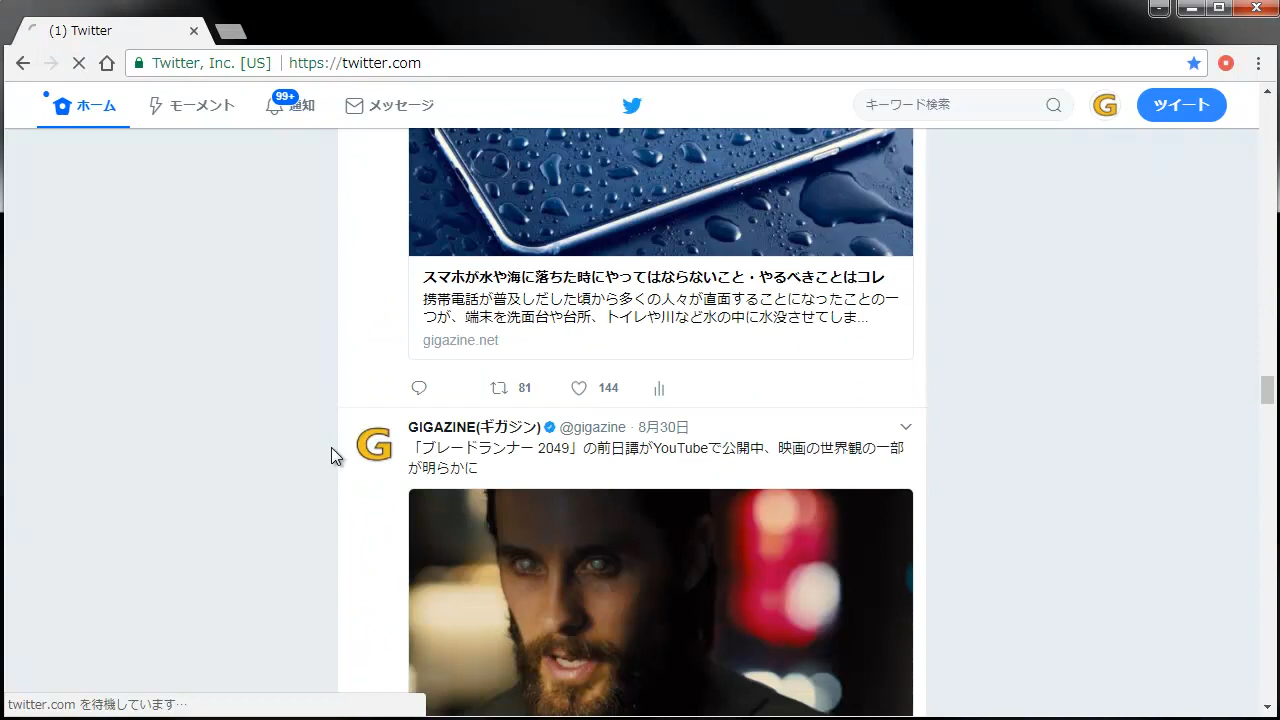 (1) Twitter
Twitter, Inc. [US] | https://twitter.com
ホーム モーメント 99+ 通知 メッセージ キーワード検索 G ツイート
スマホが水や海に落ちた時にやってはならないこと・やるべきことはコレ
携帯電話が普及しだした頃から多くの人々が直面することになったことの一
つが、端末を洗面台や台所、トイレや川など水の中に水没させてしま...
gigazine.net
81 144
GIGAZINE(ギガジン) @gigazine · 8月30日
G
「ブレードランナー 2049」の前日譚がYouTubeで公開中、映画の世界観の一部
が明らかに
twitter.com を待機しています…